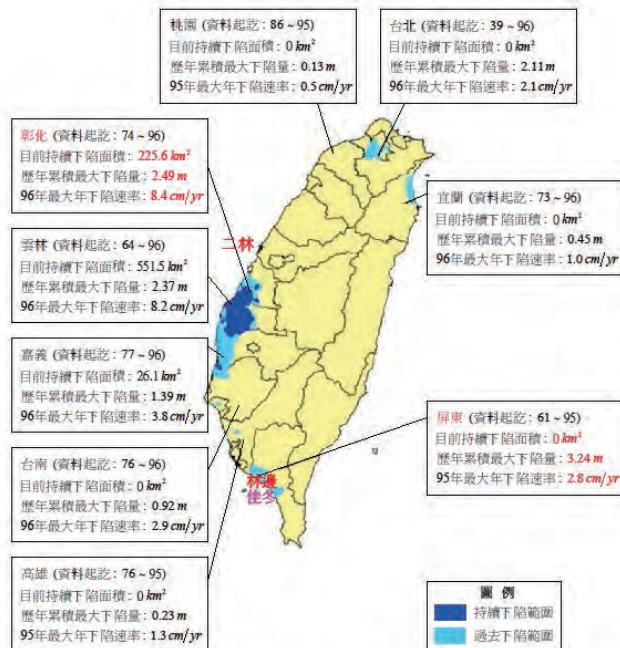 桃園 (資料起訖: 86~95)
目前持續下陷面積: 0 km²
歷年累積最大下陷量: 0.13 m
95年最大年下陷速率: 0.5 cm/yr
台北 (資料起訖: 39~96)
目前持續下陷面積: 0 km²
歷年累積最大下陷量: 2.11 m
96年最大年下陷速率: 2.1 cm/yr
彰化 (資料起訖: 74~96)
目前持續下陷面積: 225.6 km²
歷年累積最大下陷量: 2.49 m
96年最大年下陷速率: 8.4 cm/yr
宜蘭 (資料起訖: 73~96)
目前持續下陷面積: 0 km²
歷年累積最大下陷量: 0.45 m
96年最大年下陷速率: 1.0 cm/yr
二林
雲林 (資料起訖: 64~96)
目前持續下陷面積: 551.5 km²
歷年累積最大下陷量: 2.37 m
96年最大年下陷速率: 8.2 cm/yr
嘉義 (資料起訖: 77~96)
目前持續下陷面積: 26.1 km²
歷年累積最大下陷量: 1.39 m
96年最大年下陷速率: 3.8 cm/yr
屏東 (資料起訖: 61~95)
目前持續下陷面積: 0 km²
歷年累積最大下陷量: 3.24 m
95年最大年下陷速率: 2.8 cm/yr
台南 (資料起訖: 76~96)
目前持續下陷面積: 0 km²
歷年累積最大下陷量: 0.92 m
96年最大年下陷速率: 2.9 cm/yr
林邊
佳冬
高雄 (資料起訖: 76~95)
目前持續下陷面積: 0 km²
歷年累積最大下陷量: 0.23 m
95年最大年下陷速率: 1.3 cm/yr
圖 例
持續下陷範圍
過去下陷範圍